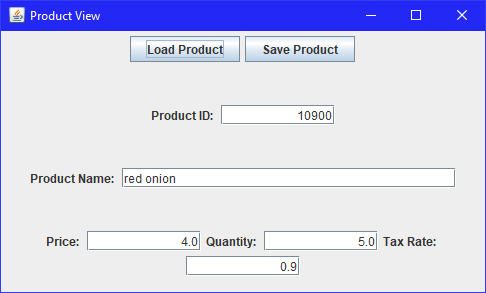 Product View
Load Product Save Product
Product ID: 10900
Product Name: red onion
Price: 4.0 Quantity: 5.0 Tax Rate:
0.9